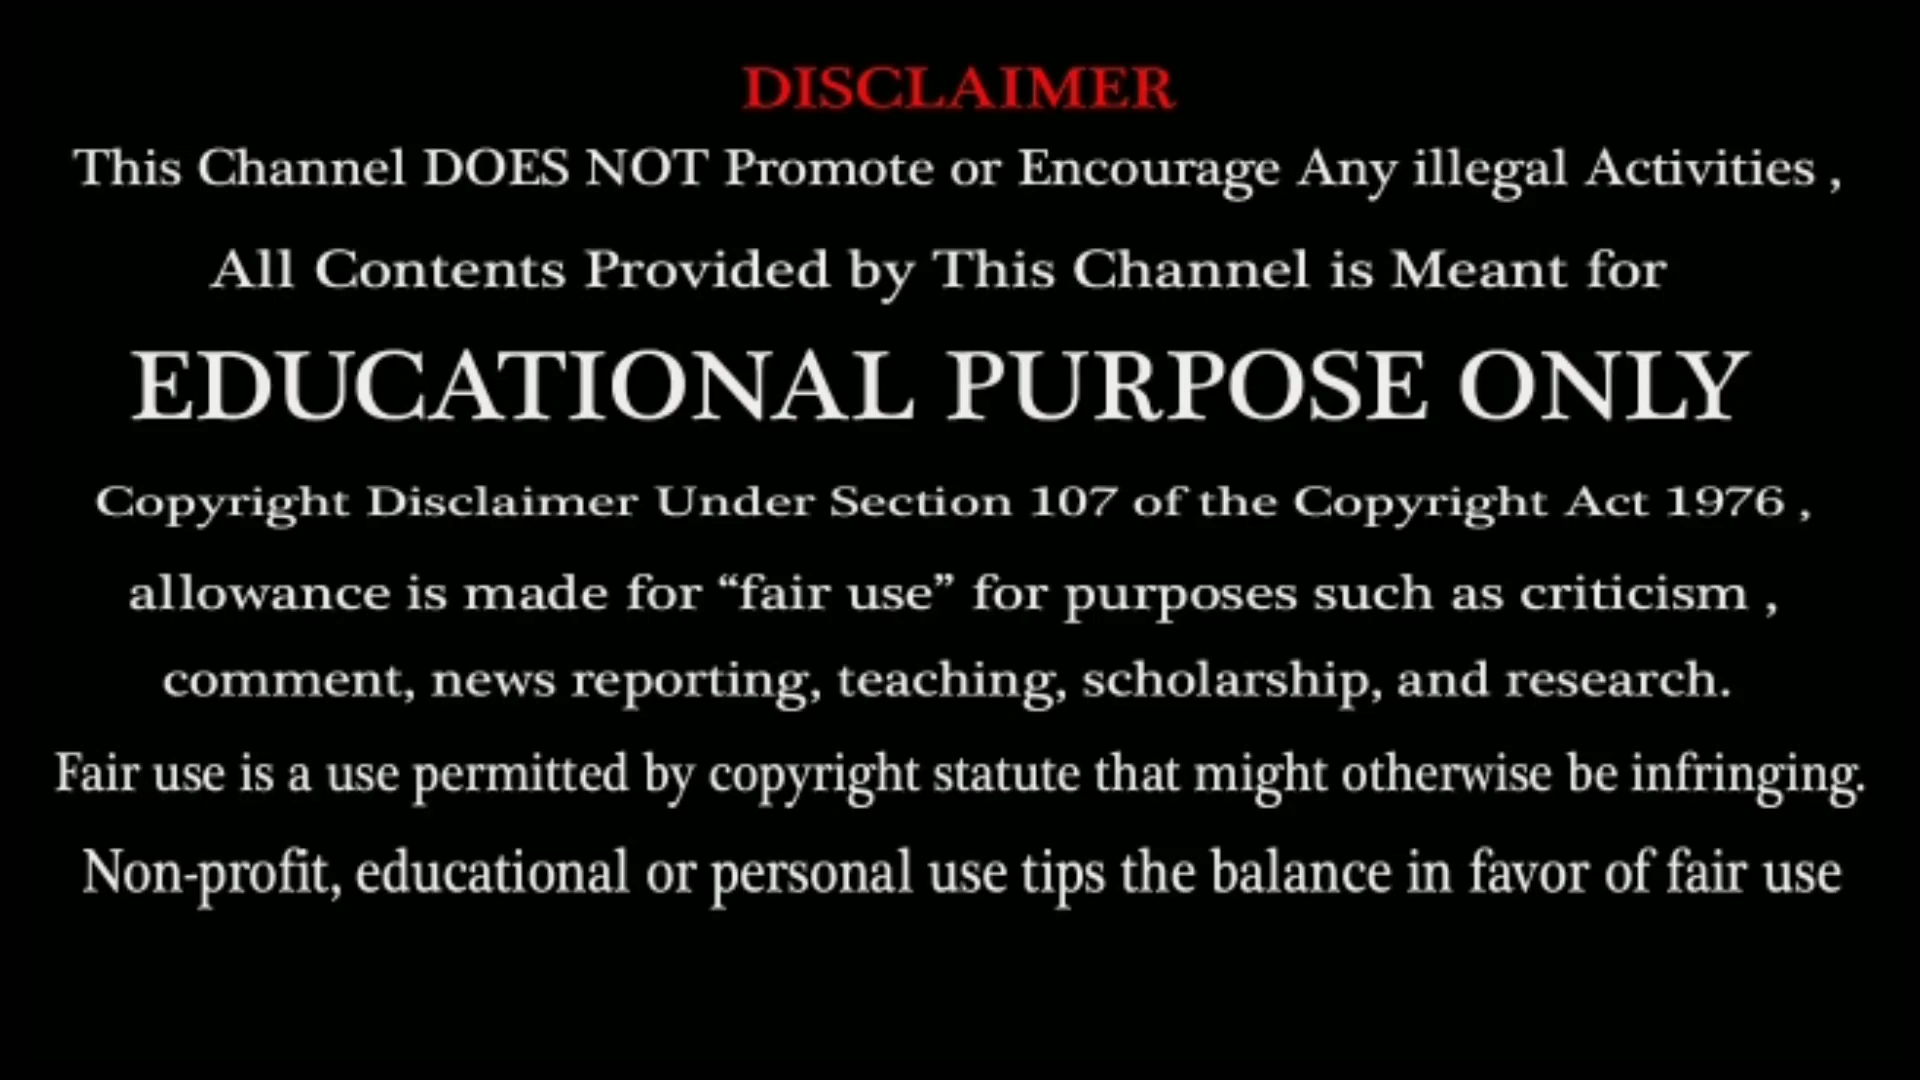 DISCLAIMER
This Channel DOES NOT Promote or Encourage Any illegal Activities ,
All Contents Provided by This Channel is Meant for
EDUCATIONAL PURPOSE ONLY
Copyright Disclaimer Under Section 107 of the Copyright Act 1976 ,
allowance is made for “fair use” for purposes such as criticism ,
comment, news reporting, teaching, scholarship, and research.
Fair use is a use permitted by copyright statute that might otherwise be infringing.
Non-profit, educational or personal use tips the balance in favor of fair use